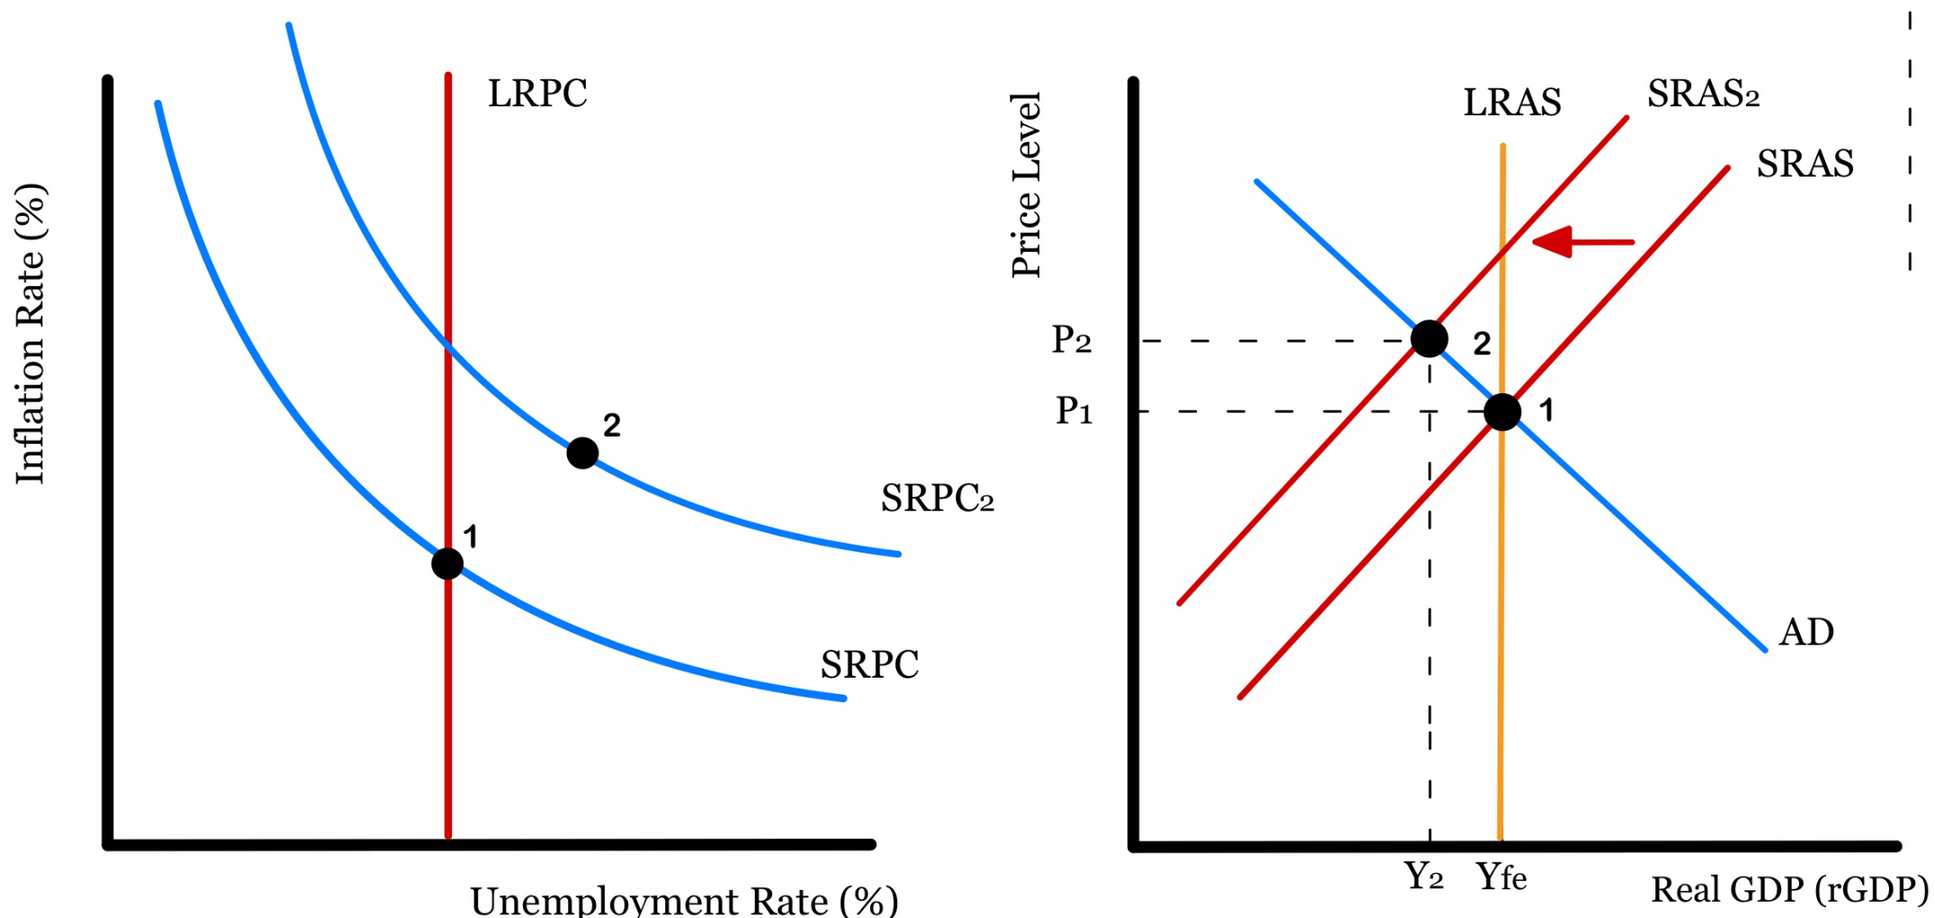 Inflation Rate (%)
LRPC
2
1
SRPC2
SRPC
Unemployment Rate (%)
Price Level
LRAS
SRAS2
SRAS
P2
2
P1
1
AD
Y2
Yfe
Real GDP (rGDP)